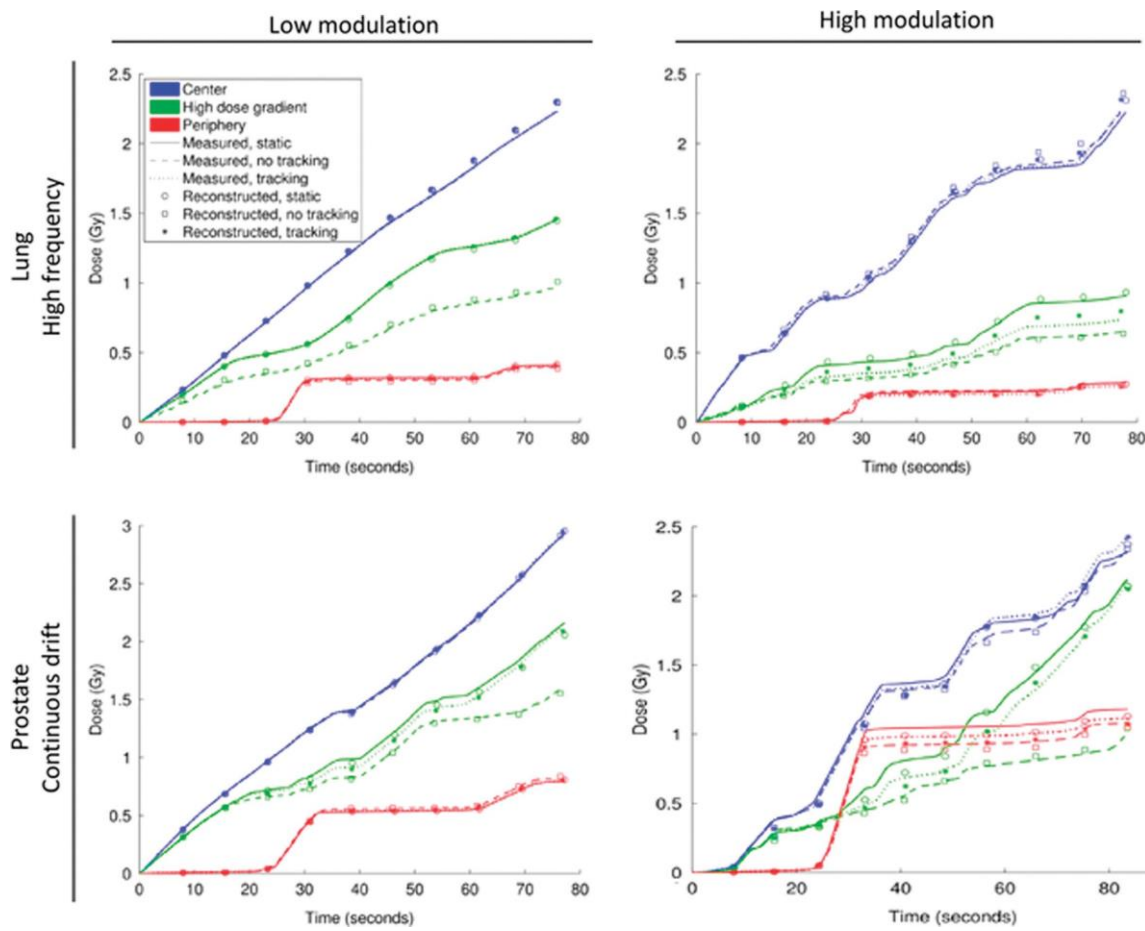 Low modulation
High modulation
Lung
High frequency
2.5
2
1.5
1
0.5
0
Dose (Gy)
Center
High dose gradient
Periphery
Measured, static
Measured, no tracking
Measured, tracking
Reconstructed, static
Reconstructed, no tracking
Reconstructed, tracking
0 10 20 30 40 50 60 70 80
Time (seconds)
2.5
2
1.5
1
0.5
0
Dose (Gy)
0 10 20 30 40 50 60 70 80
Time (seconds)
Prostate
Continuous drift
3
2.5
2
1.5
1
0.5
0
Dose (Gy)
0 10 20 30 40 50 60 70 80
Time (seconds)
2.5
2
1.5
1
0.5
0
Dose (Gy)
0 20 40 60 80
Time (seconds)